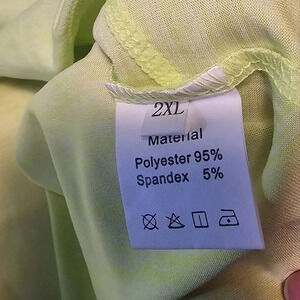 2XL
Material
Polyester 95%
Spandex 5%